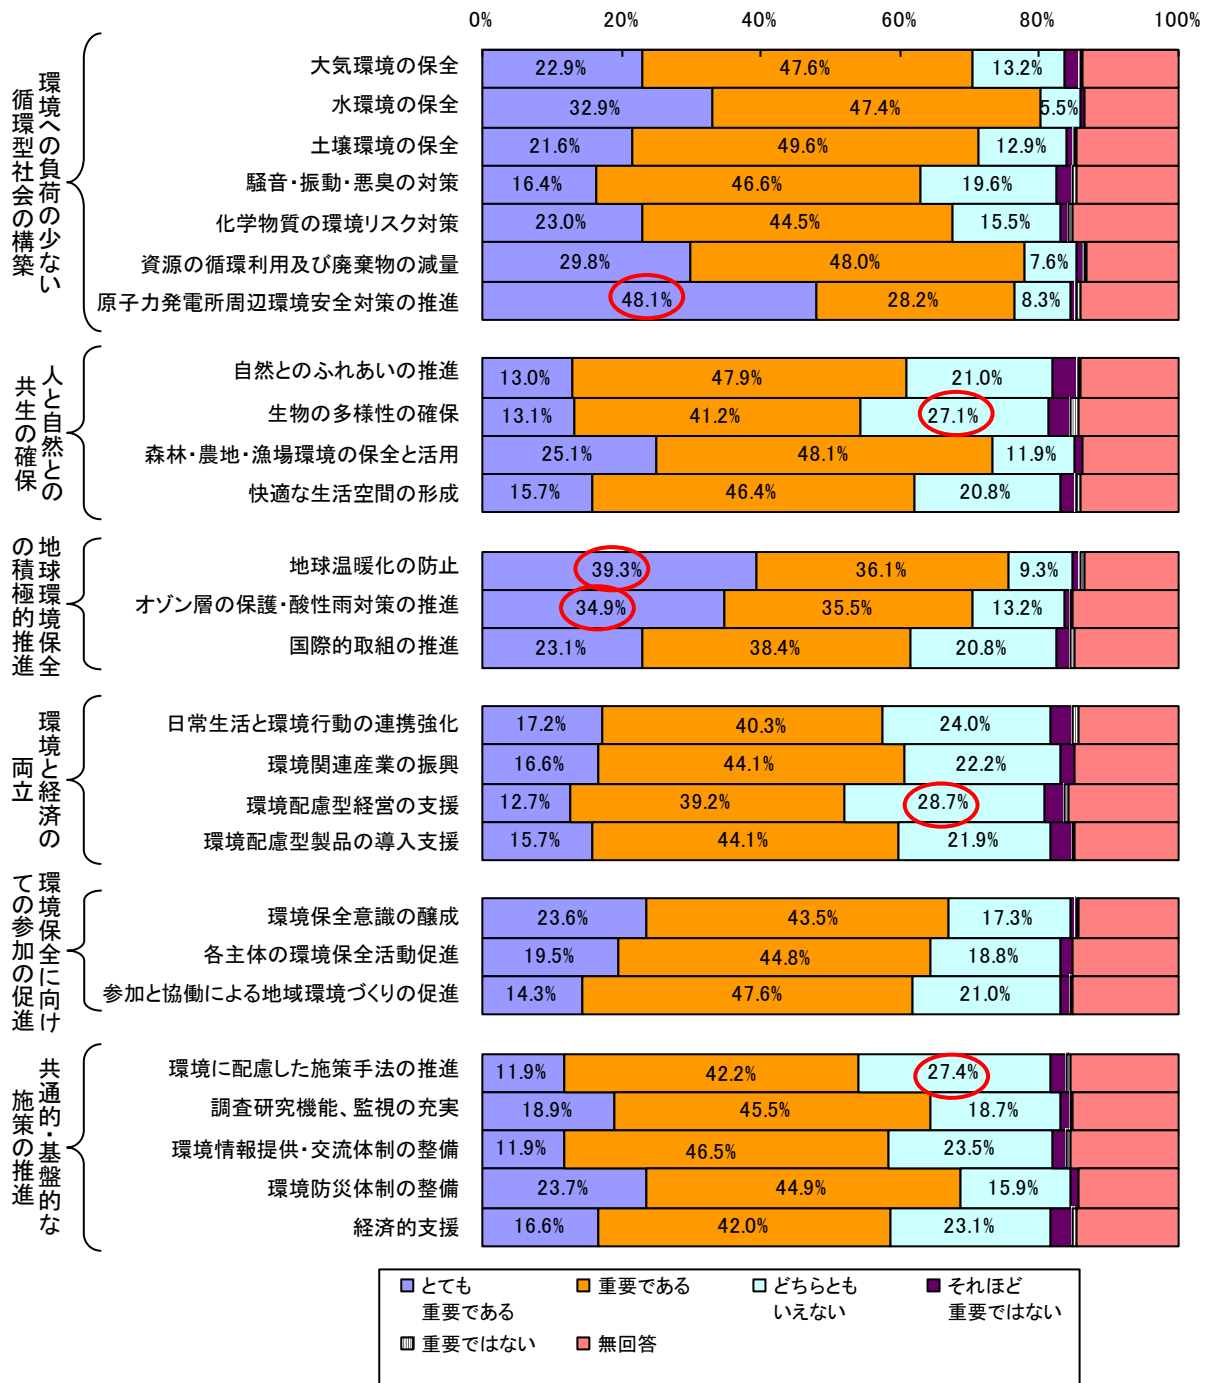 0% 20% 40% 60% 80% 100%
環境への負荷の少ない
循環型社会の構築
大気環境の保全 22.9% 47.6% 13.2%
水環境の保全 32.9% 47.4% 5.5%
土壌環境の保全 21.6% 49.6% 12.9%
騒音・振動・悪臭の対策 16.4% 46.6% 19.6%
化学物質の環境リスク対策 23.0% 44.5% 15.5%
資源の循環利用及び廃棄物の減量 29.8% 48.0% 7.6%
原子力発電所周辺環境安全対策の推進 48.1% 28.2% 8.3%
人と自然との
共生の確保
自然とのふれあいの推進 13.0% 47.9% 21.0%
生物の多様性の確保 13.1% 41.2% 27.1%
森林・農地・漁場環境の保全と活用 25.1% 48.1% 11.9%
快適な生活空間の形成 15.7% 46.4% 20.8%
地球環境保全
の積極的推進
地球温暖化の防止 39.3% 36.1% 9.3%
オゾン層の保護・酸性雨対策の推進 34.9% 35.5% 13.2%
国際的取組の推進 23.1% 38.4% 20.8%
環境と経済の
両立
日常生活と環境行動の連携強化 17.2% 40.3% 24.0%
環境関連産業の振興 16.6% 44.1% 22.2%
環境配慮型経営の支援 12.7% 39.2% 28.7%
環境配慮型製品の導入支援 15.7% 44.1% 21.9%
環境保全に向け
ての参加の促進
環境保全意識の醸成 23.6% 43.5% 17.3%
各主体の環境保全活動促進 19.5% 44.8% 18.8%
参加と協働による地域環境づくりの促進 14.3% 47.6% 21.0%
共通的・基盤的な
施策の推進
環境に配慮した施策手法の推進 11.9% 42.2% 27.4%
調査研究機能、監視の充実 18.9% 45.5% 18.7%
環境情報提供・交流体制の整備 11.9% 46.5% 23.5%
環境防災体制の整備 23.7% 44.9% 15.9%
経済的支援 16.6% 42.0% 23.1%
とても
重要である
重要である
どちらとも
いえない
それほど
重要ではない
重要ではない
無回答